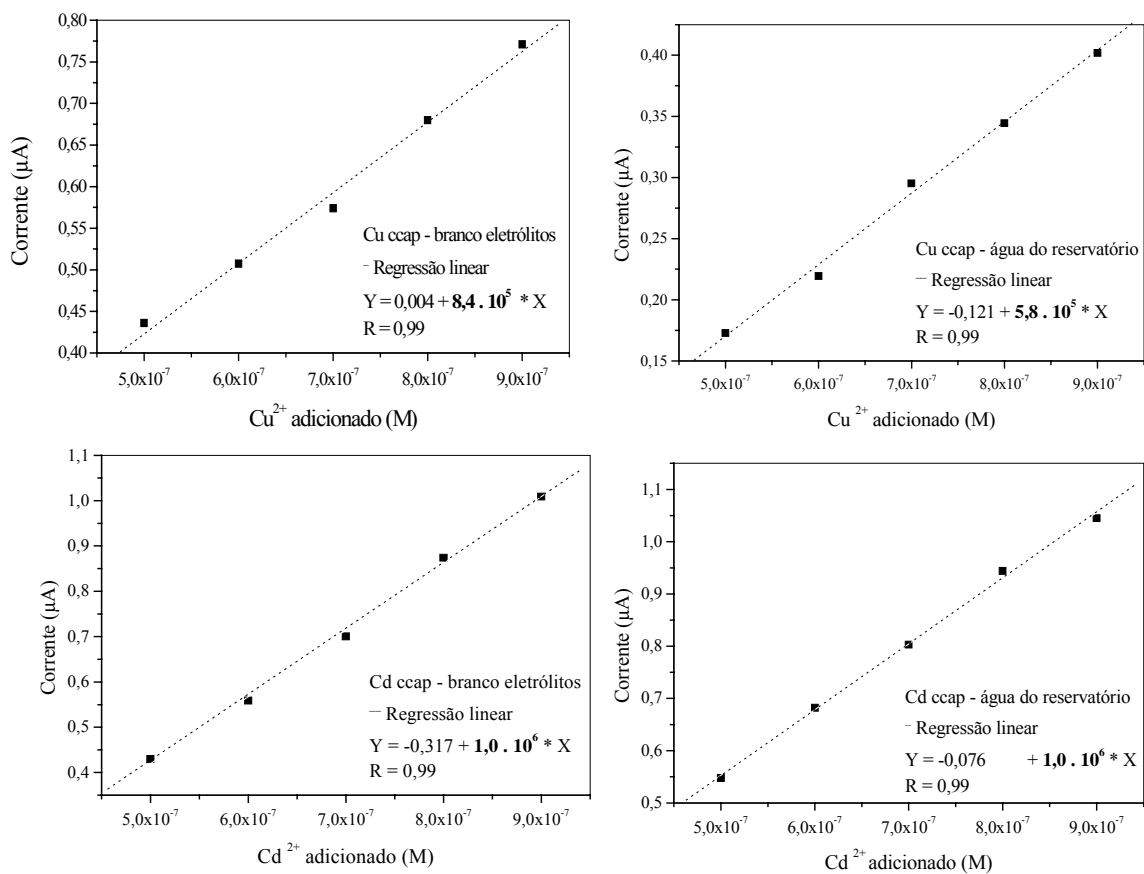 0,80
0,75
0,70
0,65
0,60
0,55
0,50
0,45
0,40
Corrente (µA)
Cu ccap - branco eletrólitos
Regressão linear
Y = 0,004 + 8,4 . 10⁵ * X
R = 0,99
5,0x10⁻⁷ 6,0x10⁻⁷ 7,0x10⁻⁷ 8,0x10⁻⁷ 9,0x10⁻⁷
Cu²⁺ adicionado (M)
0,40
0,35
0,30
0,25
0,20
0,15
Corrente (µA)
Cu ccap - água do reservatório
Regressão linear
Y = -0,121 + 5,8 . 10⁵ * X
R = 0,99
5,0x10⁻⁷ 6,0x10⁻⁷ 7,0x10⁻⁷ 8,0x10⁻⁷ 9,0x10⁻⁷
Cu ²⁺ adicionado (M)
1,1
1,0
0,9
0,8
0,7
0,6
0,5
0,4
Corrente (µA)
Cd ccap - branco eletrólitos
Regressão linear
Y = -0,317 + 1,0 . 10⁶ * X
R = 0,99
5,0x10⁻⁷ 6,0x10⁻⁷ 7,0x10⁻⁷ 8,0x10⁻⁷ 9,0x10⁻⁷
Cd ²⁺ adicionado (M)
1,1
1,0
0,9
0,8
0,7
0,6
0,5
Corrente (µA)
Cd ccap - água do reservatório
Regressão linear
Y = -0,076 + 1,0 . 10⁶ * X
R = 0,99
5,0x10⁻⁷ 6,0x10⁻⁷ 7,0x10⁻⁷ 8,0x10⁻⁷ 9,0x10⁻⁷
Cd ²⁺ adicionado (M)